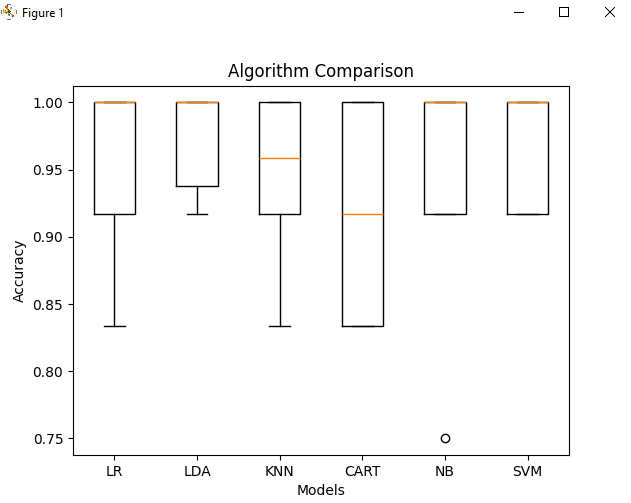 Figure 1
Algorithm Comparison
1.00
0.95
0.90
0.85
0.80
0.75
Accuracy
LR LDA KNN CART NB SVM
Models